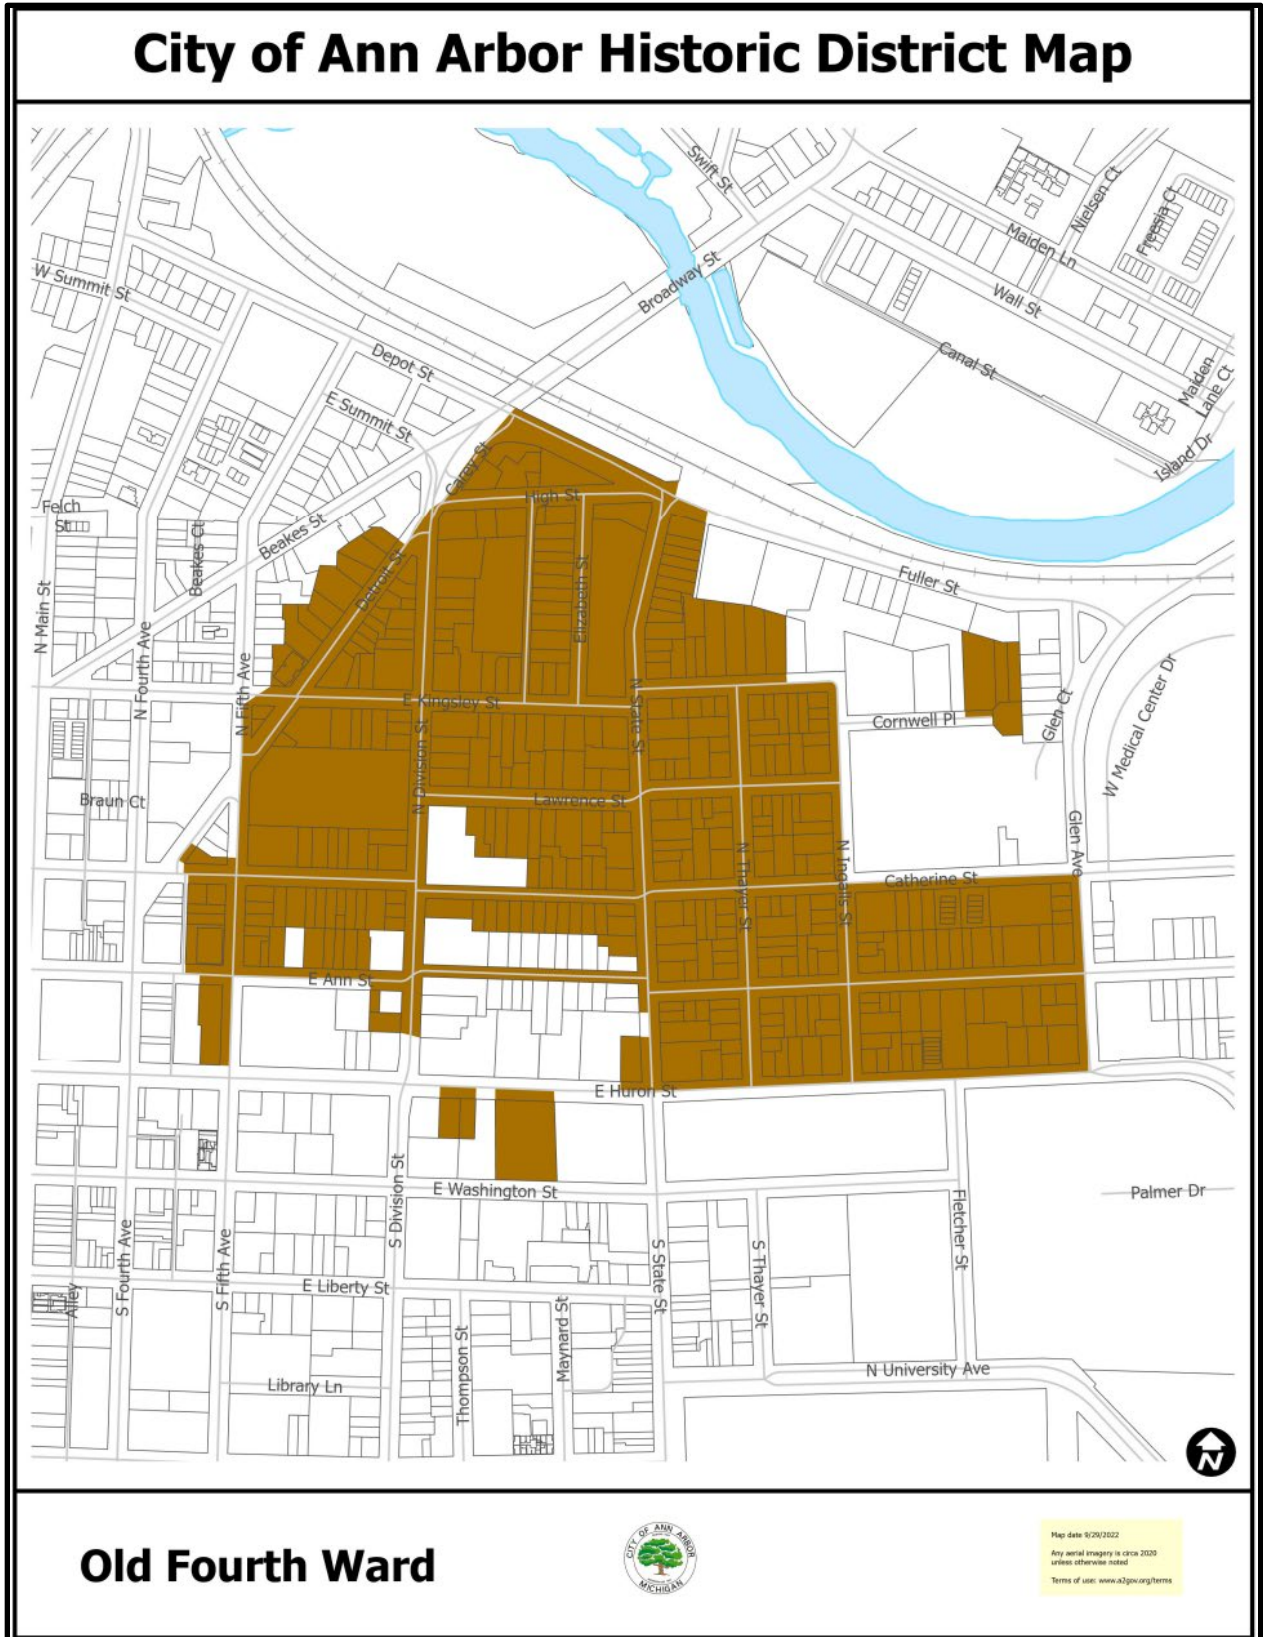 City of Ann Arbor Historic District Map
Swift St
Nielsen Ct
Freesia Ct
Maiden Ln
Broadway St
W Summit St
Wall St
Depot St
Canal St
Maiden
Lane Ct
E Summit St
Island Dr
Carey St
High St
Felch
St
Beakes St
Beakes Ct
Detroit St
Elizabeth St
Fuller St
N Main St
N Fourth Ave
N Fifth Ave
E Kingsley St
N State St
Cornwell Pl
Glen Ct
W Medical Center Dr
N Division St
Braun Ct
Lawrence St
Glen Ave
N Thayer St
N Ingalls St
Catherine St
E Ann St
E Huron St
E Washington St
S Division St
Fletcher St
Palmer Dr
S Fourth Ave
S Fifth Ave
S State St
S Thayer St
E Liberty St
Alley
Thompson St
Maynard St
N University Ave
Library Ln
N
Old Fourth Ward
CITY OF ANN ARBOR
MICHIGAN
Map date 9/29/2022
Any aerial imagery is circa 2020
unless otherwise noted
Terms of use: www.a2gov.org/terms